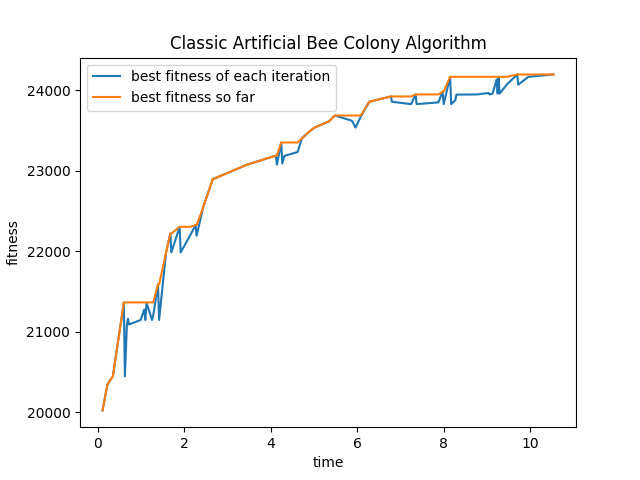 Classic Artificial Bee Colony Algorithm
best fitness of each iteration
best fitness so far
24000
23000
22000
21000
20000
fitness
0 2 4 6 8 10
time